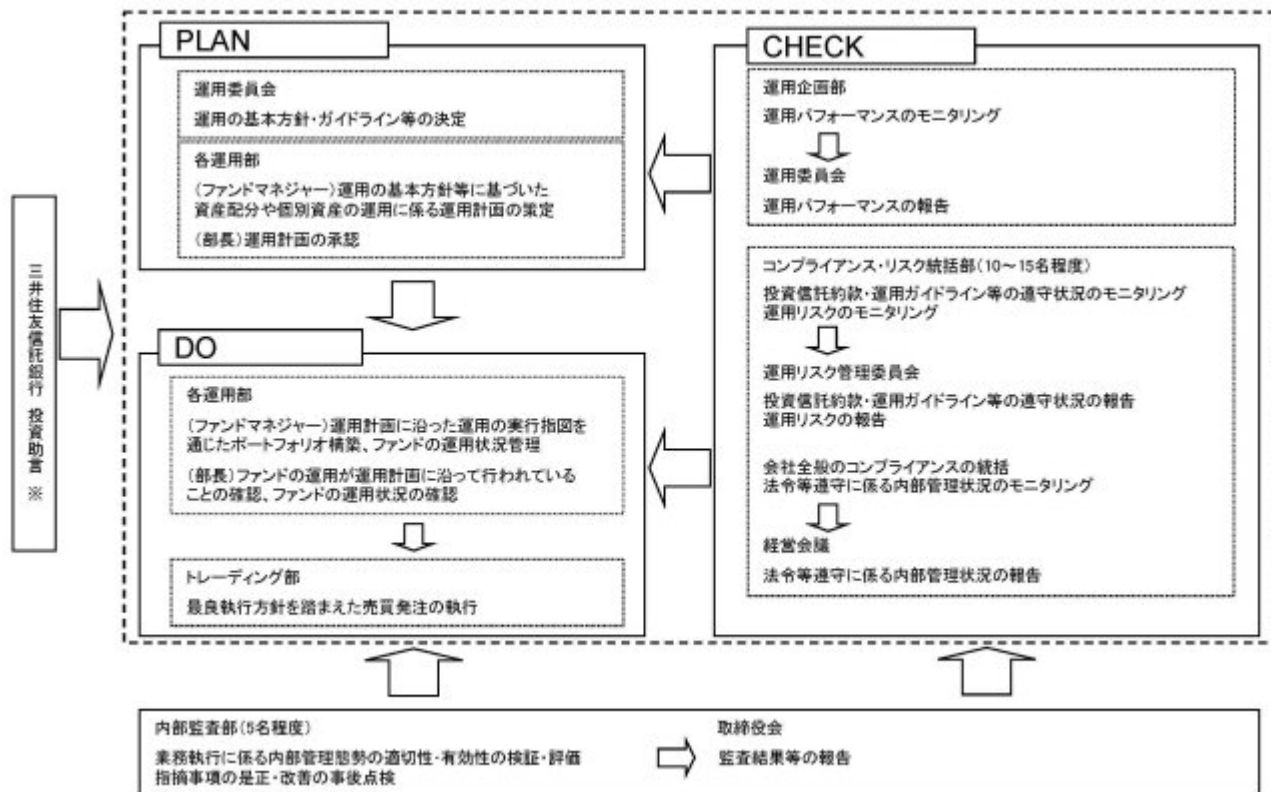 三井住友信託銀行 投資助言 ※
PLAN
運用委員会
運用の基本方針・ガイドライン等の決定
各運用部
(ファンドマネジャー)運用の基本方針等に基づいた
資産配分や個別資産の運用に係る運用計画の策定
(部長)運用計画の承認
DO
各運用部
(ファンドマネジャー)運用計画に沿った運用の実行指図を
通じたポートフォリオ構築、ファンドの運用状況管理
(部長)ファンドの運用が運用計画に沿って行われている
ことの確認、ファンドの運用状況の確認
トレーディング部
最良執行方針を踏まえた売買発注の執行
CHECK
運用企画部
運用パフォーマンスのモニタリング
運用委員会
運用パフォーマンスの報告
コンプライアンス・リスク統括部(10～15名程度)
投資信託約款・運用ガイドライン等の遵守状況のモニタリング
運用リスクのモニタリング
運用リスク管理委員会
投資信託約款・運用ガイドライン等の遵守状況の報告
運用リスクの報告
会社全般のコンプライアンスの統括
法令等遵守に係る内部管理状況のモニタリング
経営会議
法令等遵守に係る内部管理状況の報告
内部監査部(5名程度)
業務執行に係る内部管理態勢の適切性・有効性の検証・評価
指摘事項の是正・改善の事後点検
取締役会
監査結果等の報告